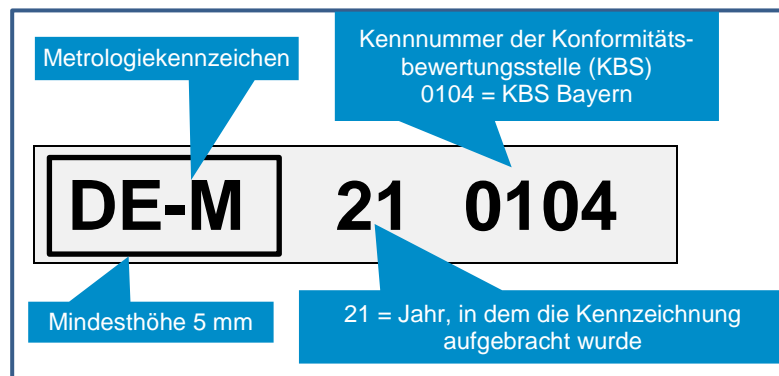 Metrologiekennzeichen
Kennnummer der Konformitäts-
bewertungsstelle (KBS)
0104 = KBS Bayern
DE-M 21 0104
Mindesthöhe 5 mm
21 = Jahr, in dem die Kennzeichnung
aufgebracht wurde